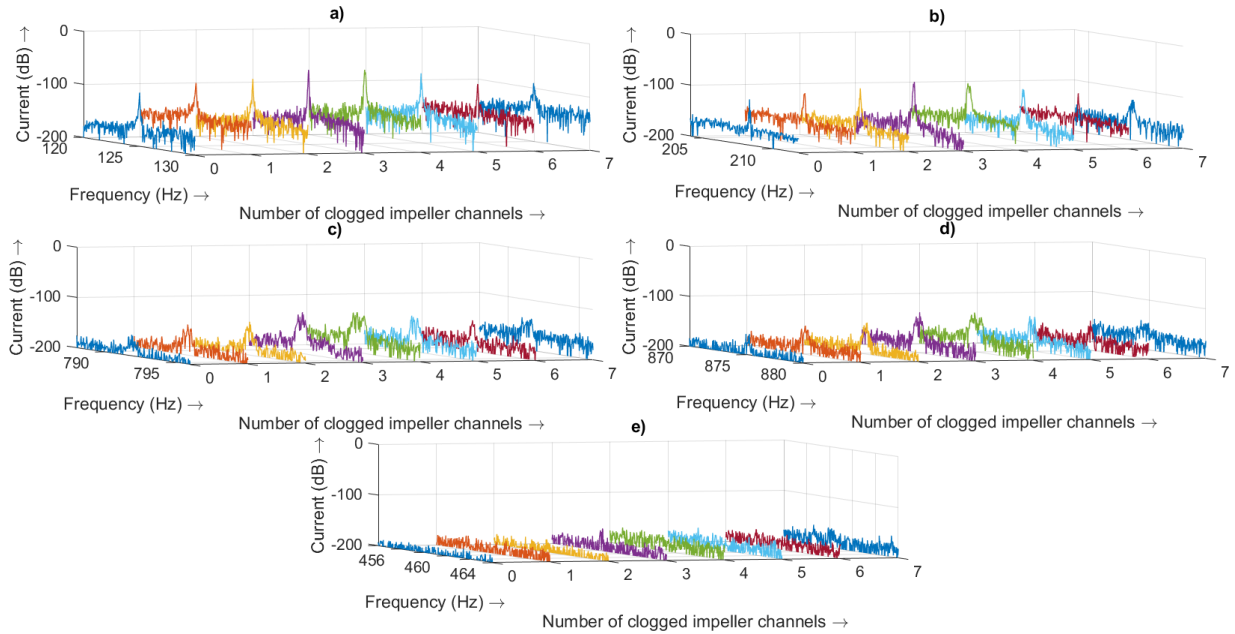 a)
0
-100
-200
Current (dB) →
120
125
130
Frequency (Hz) →
0 1 2 3 4 5 6 7
Number of clogged impeller channels →
b)
0
-100
-200
Current (dB) →
205
210
Frequency (Hz) →
0 1 2 3 4 5 6 7
Number of clogged impeller channels →
c)
0
-100
-200
Current (dB) →
790
795
Frequency (Hz) →
0 1 2 3 4 5 6 7
Number of clogged impeller channels →
d)
0
-100
-200
Current (dB) →
870
875
880
Frequency (Hz) →
0 1 2 3 4 5 6 7
Number of clogged impeller channels →
e)
0
-100
-200
Current (dB) →
456
460
464
Frequency (Hz) →
0 1 2 3 4 5 6 7
Number of clogged impeller channels →